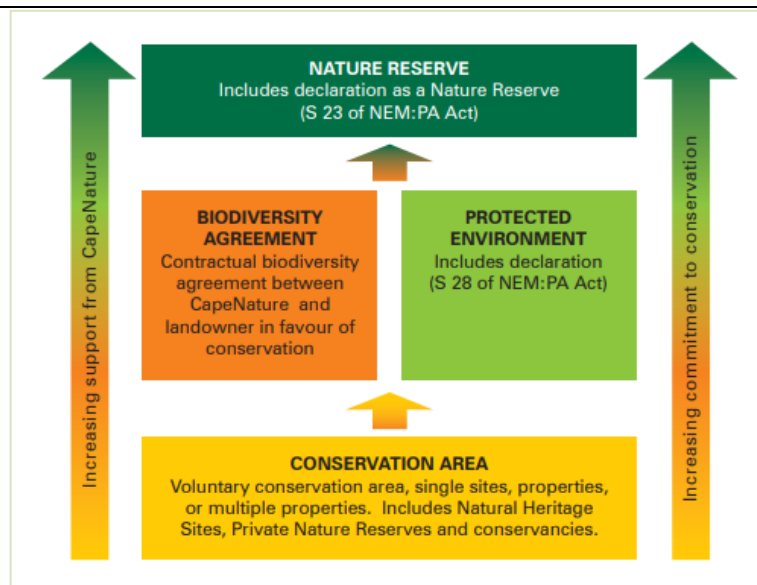 Increasing support from CapeNature
NATURE RESERVE
Includes declaration as a Nature Reserve
(S 23 of NEM:PA Act)
BIODIVERSITY
AGREEMENT
Contractual biodiversity
agreement between
CapeNature and
landowner in favour of
conservation
PROTECTED
ENVIRONMENT
Includes declaration
(S 28 of NEM:PA Act)
CONSERVATION AREA
Voluntary conservation area, single sites, properties,
or multiple properties. Includes Natural Heritage
Sites, Private Nature Reserves and conservancies.
Increasing commitment to conservation